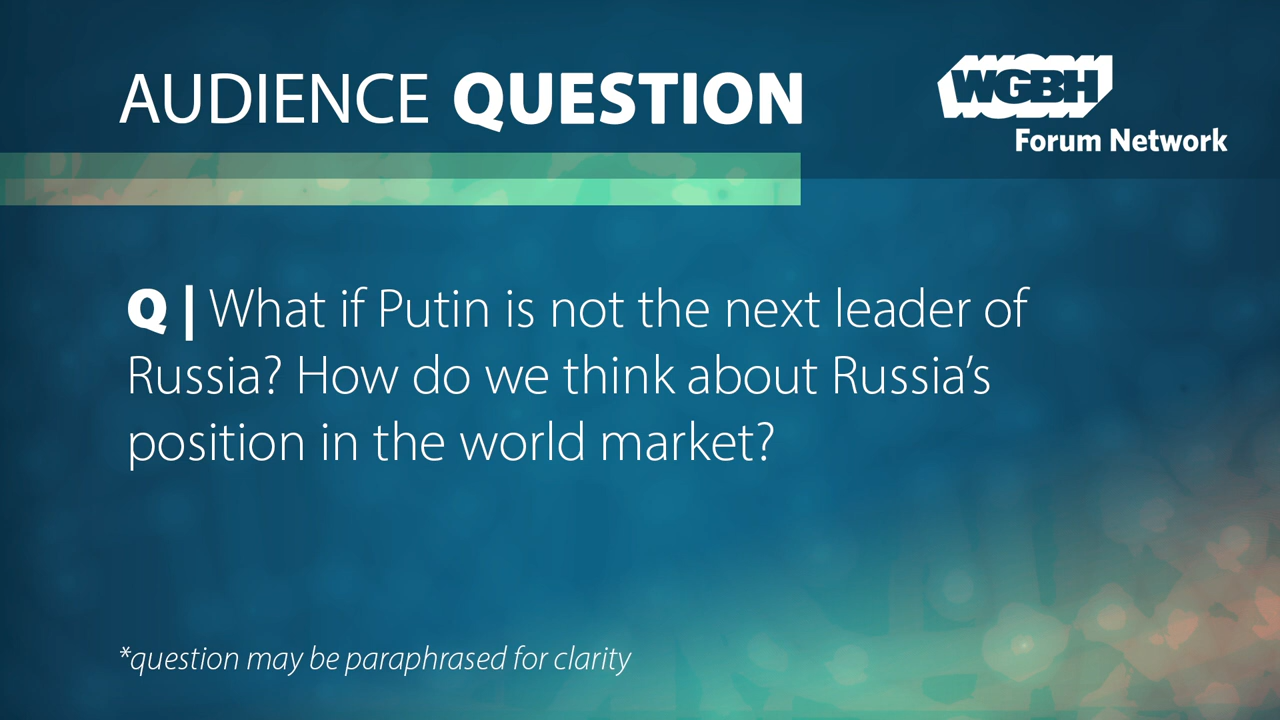 AUDIENCE QUESTION
WGBH
Forum Network
Q | What if Putin is not the next leader of
Russia? How do we think about Russia’s
position in the world market?
*question may be paraphrased for clarity